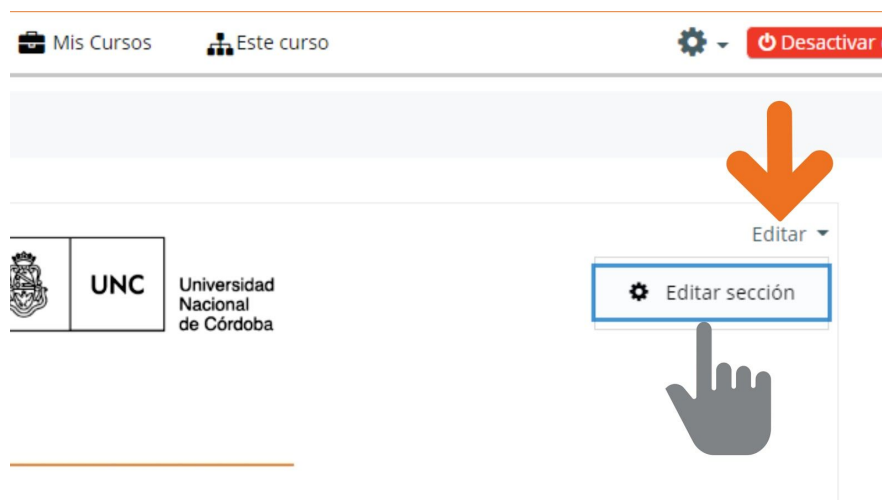 Mis Cursos
Este curso
Desactivar
Editar
UNC
Universidad
Nacional
de Córdoba
Editar sección